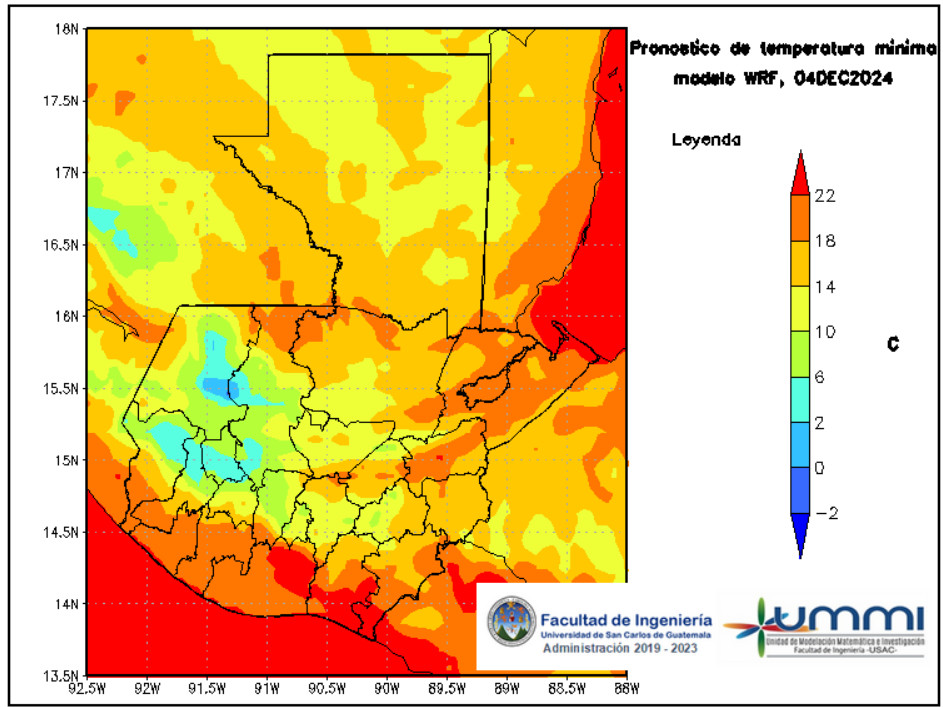 Pronostico de temperatura minima
modelo WRF, 04DEC2024
Leyenda
22
18
14
10
6
2
0
−2
C
18N
17.5N
17N
16.5N
16N
15.5N
15N
14.5N
14N
13.5N
92.5W 92W 91.5W 91W 90.5W 90W 89.5W 89W 88.5W 88W
Facultad de Ingeniería
Universidad de San Carlos de Guatemala
Administración 2019 - 2023
ummi
Unidad de Modelación Matemática e Investigación
Facultad de Ingeniería -USAC-